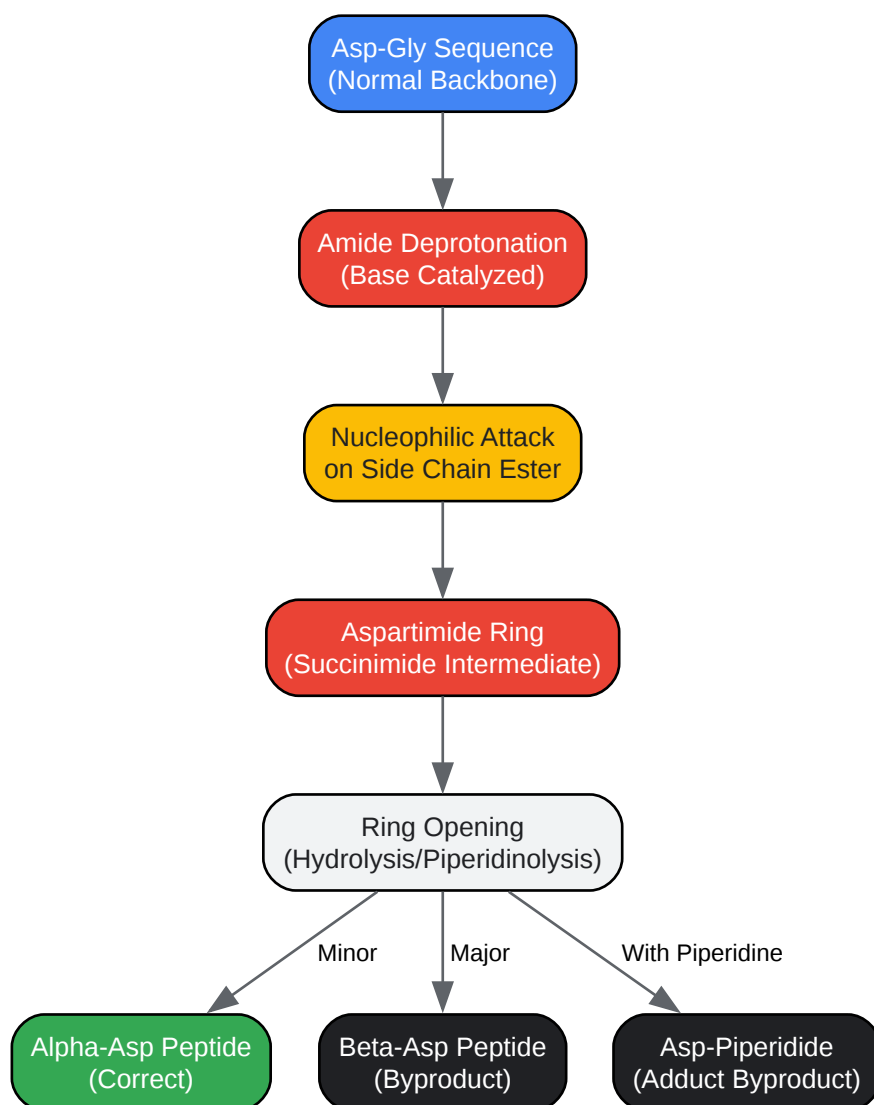 Asp-Gly Sequence
(Normal Backbone)
Amide Deprotonation
(Base Catalyzed)
Nucleophilic Attack
on Side Chain Ester
Aspartimide Ring
(Succinimide Intermediate)
Ring Opening
(Hydrolysis/Piperidinolysis)
Minor
Major
With Piperidine
Alpha-Asp Peptide
(Correct)
Beta-Asp Peptide
(Byproduct)
Asp-Piperidide
(Adduct Byproduct)